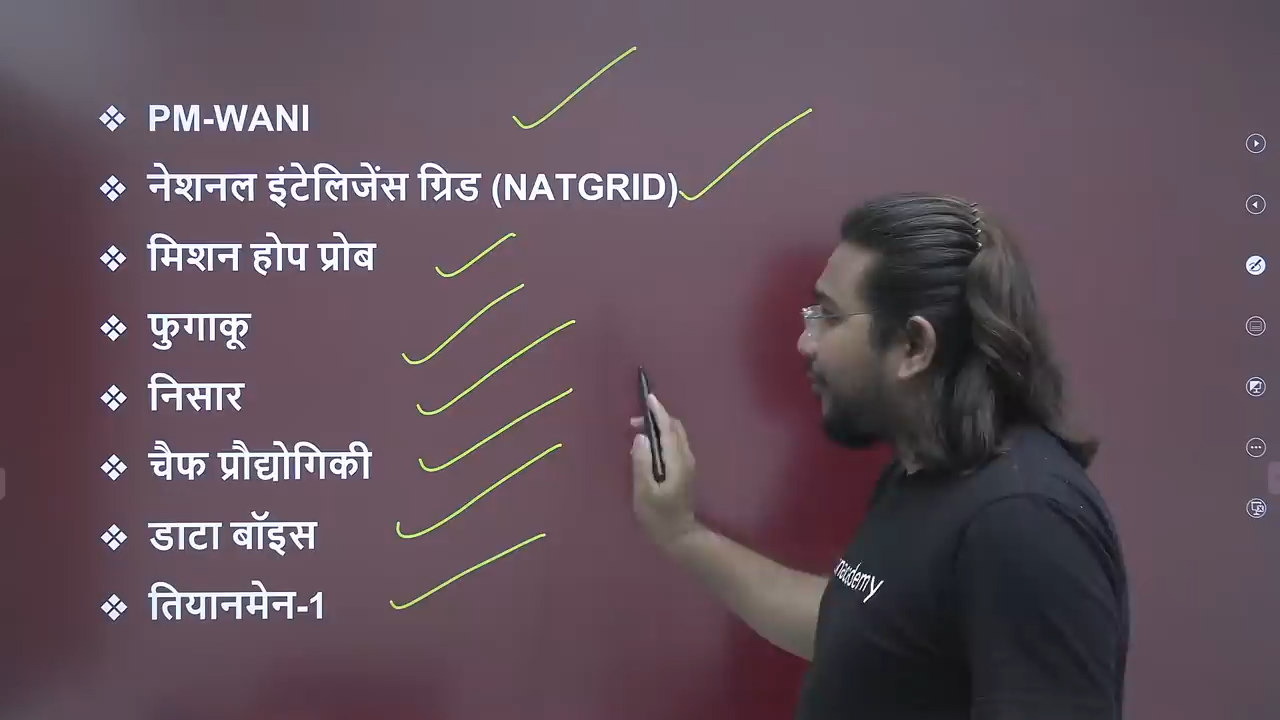 ❖ PM-WANI
❖ नेशनल इंटेलिजेंस ग्रिड (NATGRID)
❖ मिशन होप प्रोब
❖ फुगाकू
❖ निसार
❖ चैफ प्रौद्योगिकी
❖ डाटा बॉइस
❖ तियानमेन-1